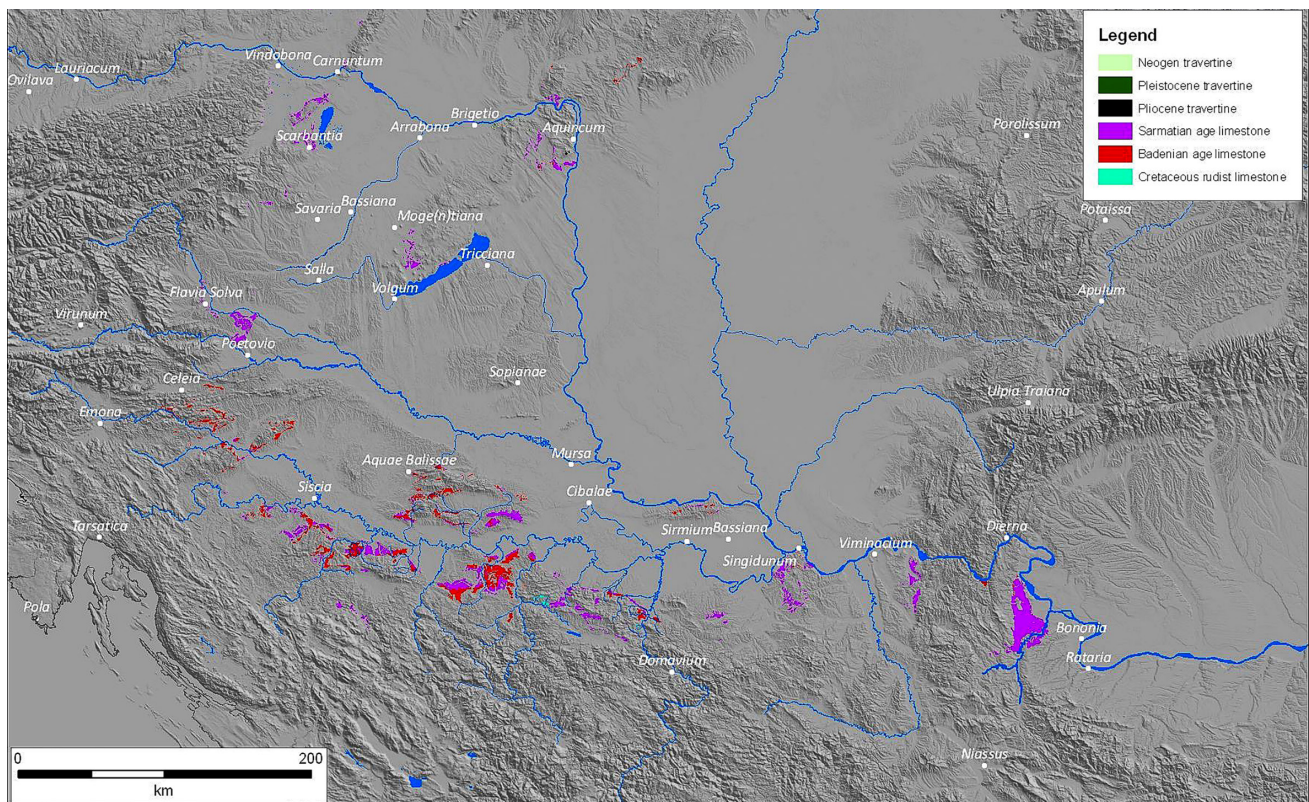 Legend
Neogen travertine
Pleistocene travertine
Pliocene travertine
Sarmatian age limestone
Badenian age limestone
Cretaceous rudist limestone
Vindobona
Carnuntum
Lauriacum
Ovilava
Brigetio
Arrabona
Aquincum
Scarbantia
Porolissum
Savaria
Bassiana
Moge(n)tiana
Potaissa
Tricciana
Salla
Volgum
Flavia Solva
Apulum
Virunum
Poetovio
Celeia
Sopianae
Ulpia Traiana
Emona
Aquae Balissae
Mursa
Siscia
Cibalae
Tarsatica
Sirmium
Bassiana
Singidunum
Viminacium
Dierna
Pola
Domavium
Bononia
Rataria
Niassus
0 200
km